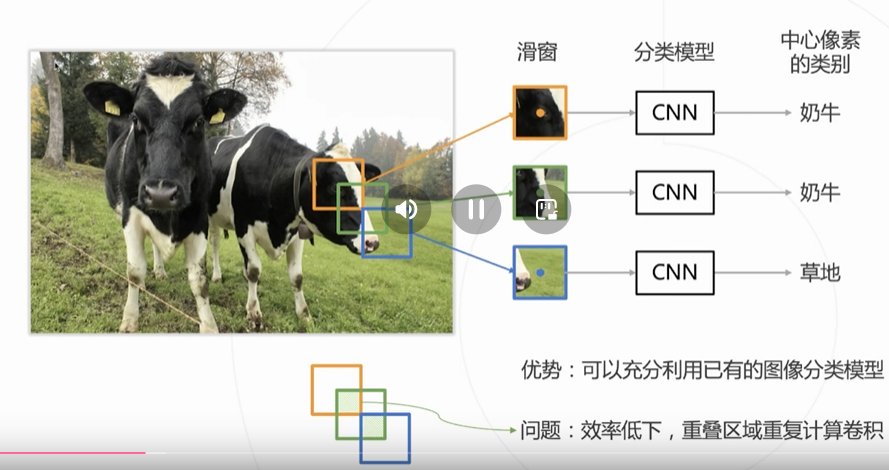 滑窗
分类模型
中心像素
的类别
CNN
奶牛
CNN
奶牛
CNN
草地
优势：可以充分利用已有的图像分类模型
问题：效率低下，重叠区域重复计算卷积